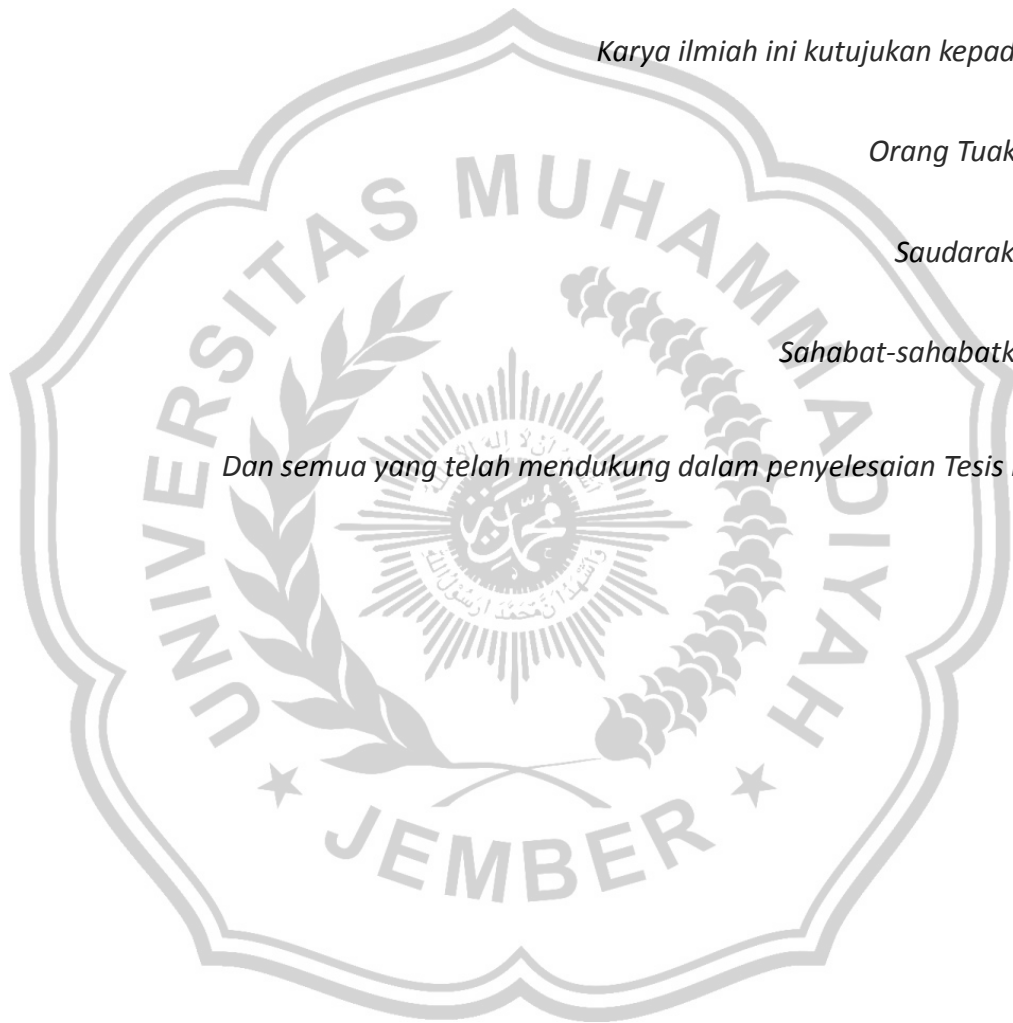 Karya ilmiah ini kutujukan kepad
Orang Tuak
Saudarak
Sahabat-sahabatk
Dan semua yang telah mendukung dalam penyelesaian Tesis
UNIVERSITAS MUHAMMADIYAH
JEMBER